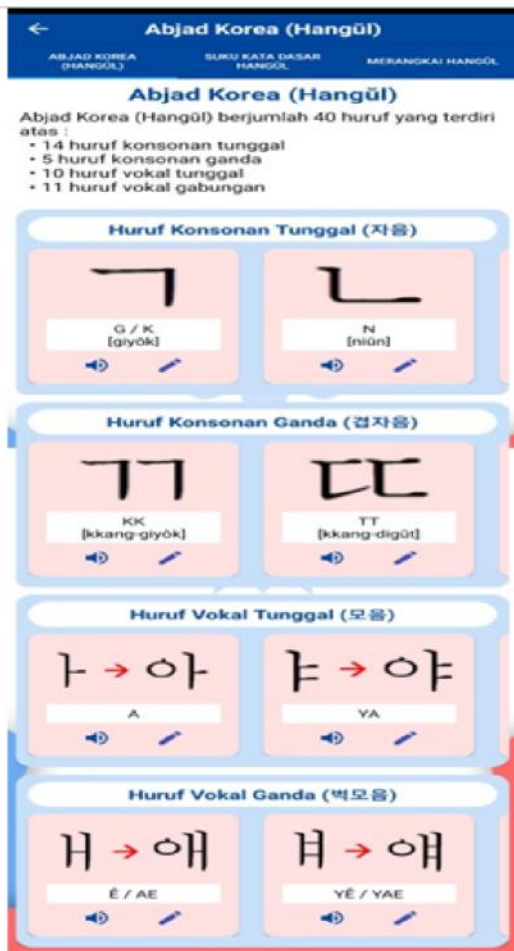 Abjad Korea (Hangŭl)
ABJAD KOREA
(HANGŬL)
SUKU KATA DASAR
HANGŬL
MERANGKAI HANGŬL
Abjad Korea (Hangŭl)
Abjad Korea (Hangŭl) berjumlah 40 huruf yang terdiri
atas :
• 14 huruf konsonan tunggal
• 5 huruf konsonan ganda
• 10 huruf vokal tunggal
• 11 huruf vokal gabungan
Huruf Konsonan Tunggal (자음)
ㄱ ㄴ
G / K N
[giyôk] [niŭn]
Huruf Konsonan Ganda (겹자음)
ㄲ ㄸ
KK TT
[kkang-giyôk] [kkang-digŭt]
Huruf Vokal Tunggal (모음)
ㅏ → 아 ㅑ → 야
A YA
Huruf Vokal Ganda (벅모음)
ㅐ → 애 ㅒ → 얘
Ê / AE YÊ / YAE